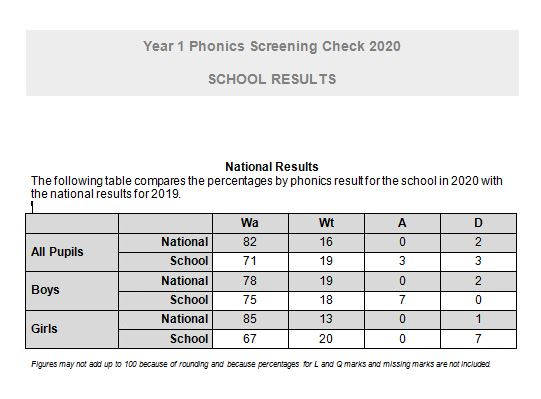 Year 1 Phonics Screening Check 2020
SCHOOL RESULTS
National Results
The following table compares the percentages by phonics result for the school in 2020 with
the national results for 2019.
Wa Wt A D
All Pupils
National 82 16 0 2
School 71 19 3 3
Boys
National 78 19 0 2
School 75 18 7 0
Girls
National 85 13 0 1
School 67 20 0 7
Figures may not add up to 100 because of rounding and because percentages for L and Q marks and missing marks are not included.